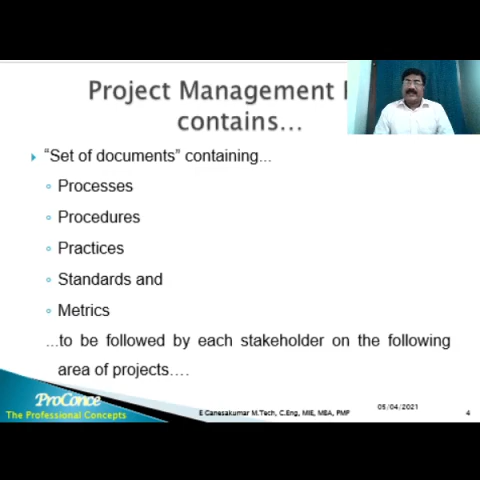 Project Management
contains...
“Set of documents” containing...
Processes
Procedures
Practices
Standards and
Metrics
...to be followed by each stakeholder on the following
area of projects....
ProConce
The Professional Concepts
E Ganesakumar M.Tech, C.Eng, MIE, MBA, PMP
05/04/2021
4